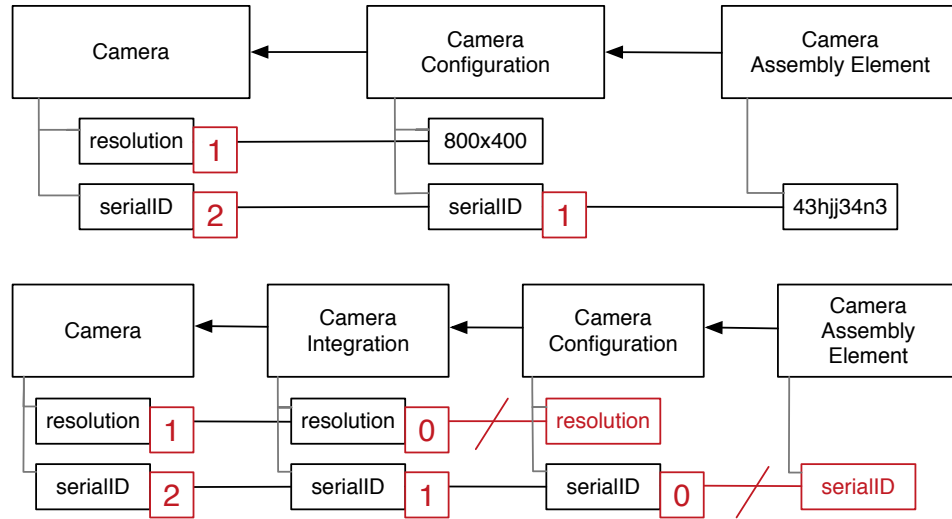 Camera
Camera
Configuration
Camera
Assembly Element
resolution 1
800x400
serialID 2
serialID 1
43hjj34n3
Camera
Camera
Integration
Camera
Configuration
Camera
Assembly
Element
resolution 1
resolution 0
resolution
serialID 2
serialID 1
serialID 0
serialID